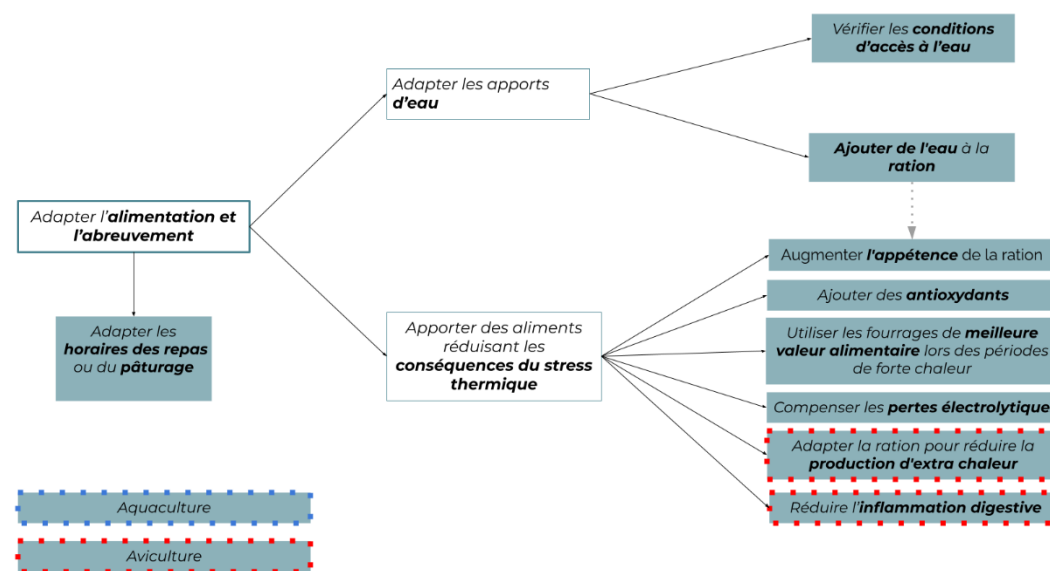 Vérifier les conditions
d'accès à l'eau
Adapter les apports
d'eau
Ajouter de l'eau à la
ration
Adapter l'alimentation et
l'abreuvement
Augmenter l'appétence de la ration
Ajouter des antioxydants
Adapter les
horaires des repas
ou du pâturage
Apporter des aliments
réduisant les
conséquences du stress
thermique
Utiliser les fourrages de meilleure
valeur alimentaire lors des périodes
de forte chaleur
Compenser les pertes électrolytique
Adapter la ration pour réduire la
production d'extra chaleur
Réduire l'inflammation digestive
Aquaculture
Aviculture